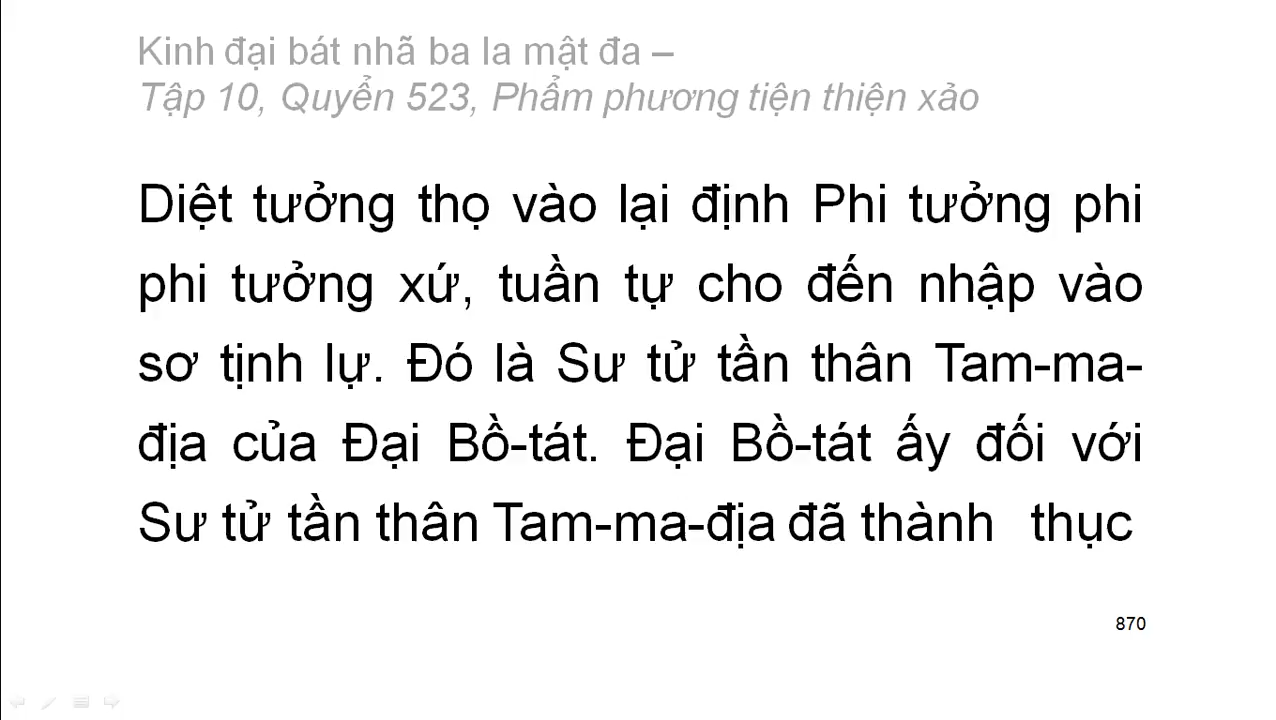 Kinh đại bát nhã ba la mật đa –
Tập 10, Quyển 523, Phẩm phương tiện thiện xảo
Diệt tưởng thọ vào lại định Phi tưởng phi
phi tưởng xứ, tuần tự cho đến nhập vào
sơ tịnh lự. Đó là Sư tử tần thân Tam-ma-
địa của Đại Bồ-tát. Đại Bồ-tát ấy đối với
Sư tử tần thân Tam-ma-địa đã thành thục
870